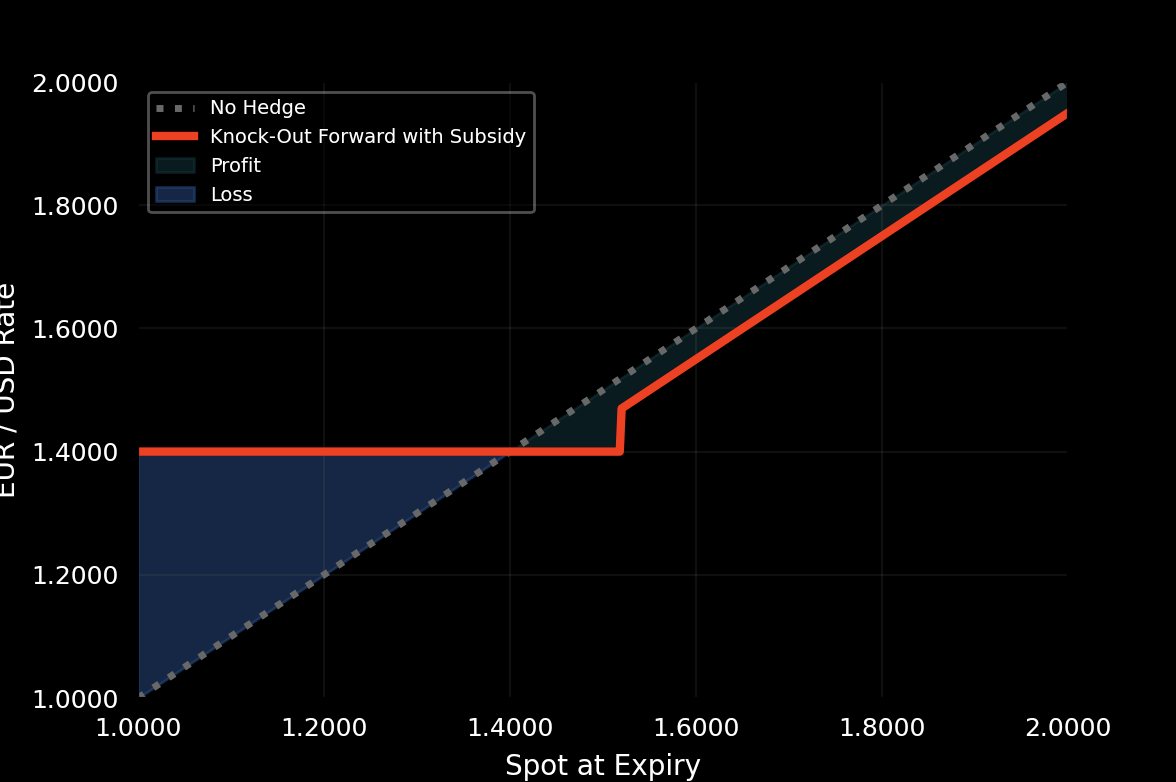 2.0000
1.8000
1.6000
1.4000
1.2000
1.0000
EUR / USD Rate
No Hedge
Knock-Out Forward with Subsidy
Profit
Loss
1.0000 1.2000 1.4000 1.6000 1.8000 2.0000
Spot at Expiry